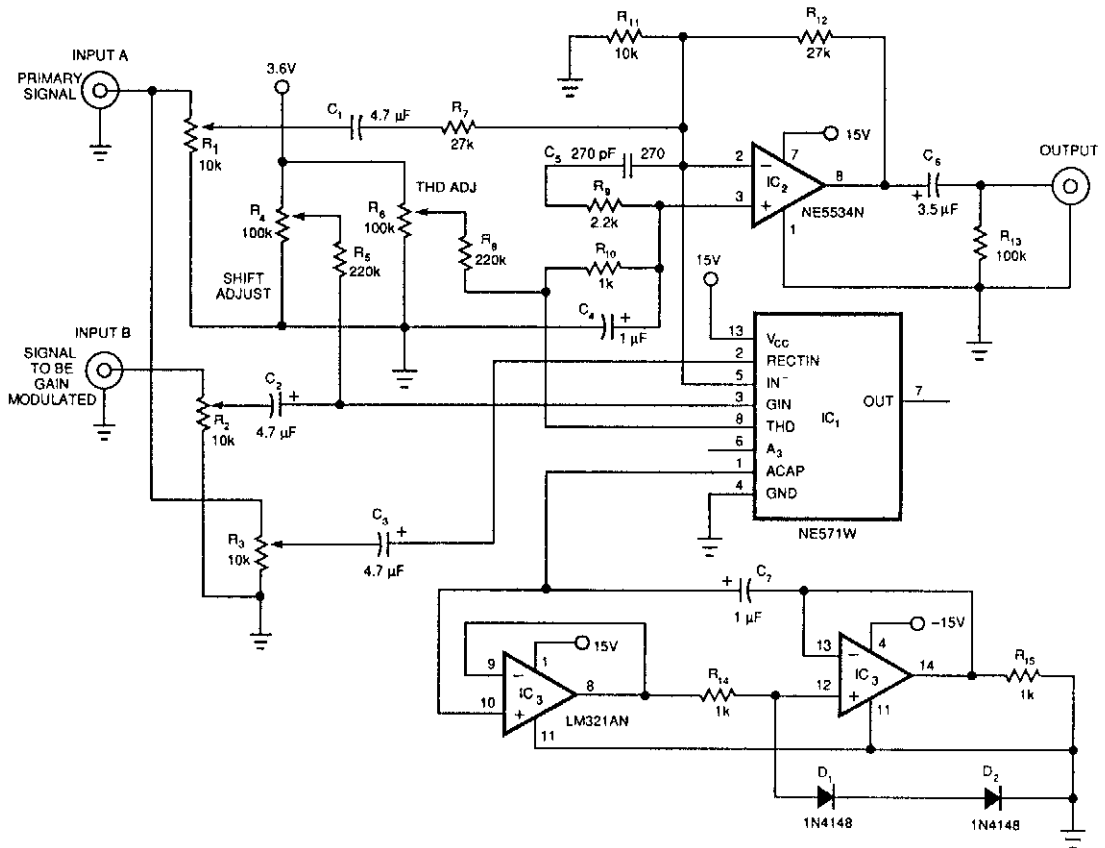 INPUT A
PRIMARY
SIGNAL
R1
10k
3.6V
C1
4.7 µF
R7
27k
R11
10k
R12
27k
R4
100k
SHIFT
ADJUST
R5
220k
THD ADJ
R6
100k
R8
220k
C5
270 pF
270
R9
2.2k
R10
1k
C4
+
1 µF
2
−
3
+
IC2
7
15V
8
1
NE5534N
C6
+
3.5 µF
OUTPUT
R13
100k
INPUT B
SIGNAL
TO BE
GAIN
MODULATED
R2
10k
C2
+
4.7 µF
R3
10k
C3
+
4.7 µF
15V
13
VCC
2
RECTIN
5
IN−
3
GIN
8
THD
6
A3
1
ACAP
4
GND
IC1
OUT
7
NE571W
+
C7
1 µF
9
−
10
+
IC3
1
15V
8
11
LM321AN
R14
1k
13
−
12
+
IC3
4
−15V
14
11
R15
1k
D1
1N4148
D2
1N4148